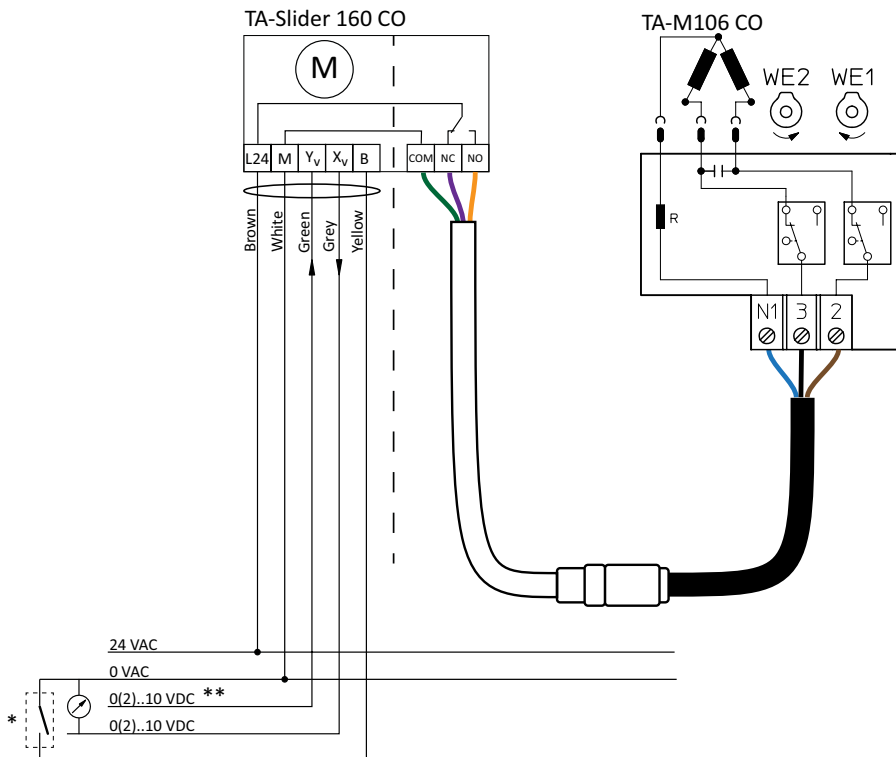 TA-Slider 160 CO
TA-M106 CO
M
WE2 WE1
L24 M Yv Xv B COM NC NO
R
Brown
White
Green
Grey
Yellow
N1 3 2
24 VAC
0 VAC
0(2)..10 VDC **
0(2)..10 VDC
*